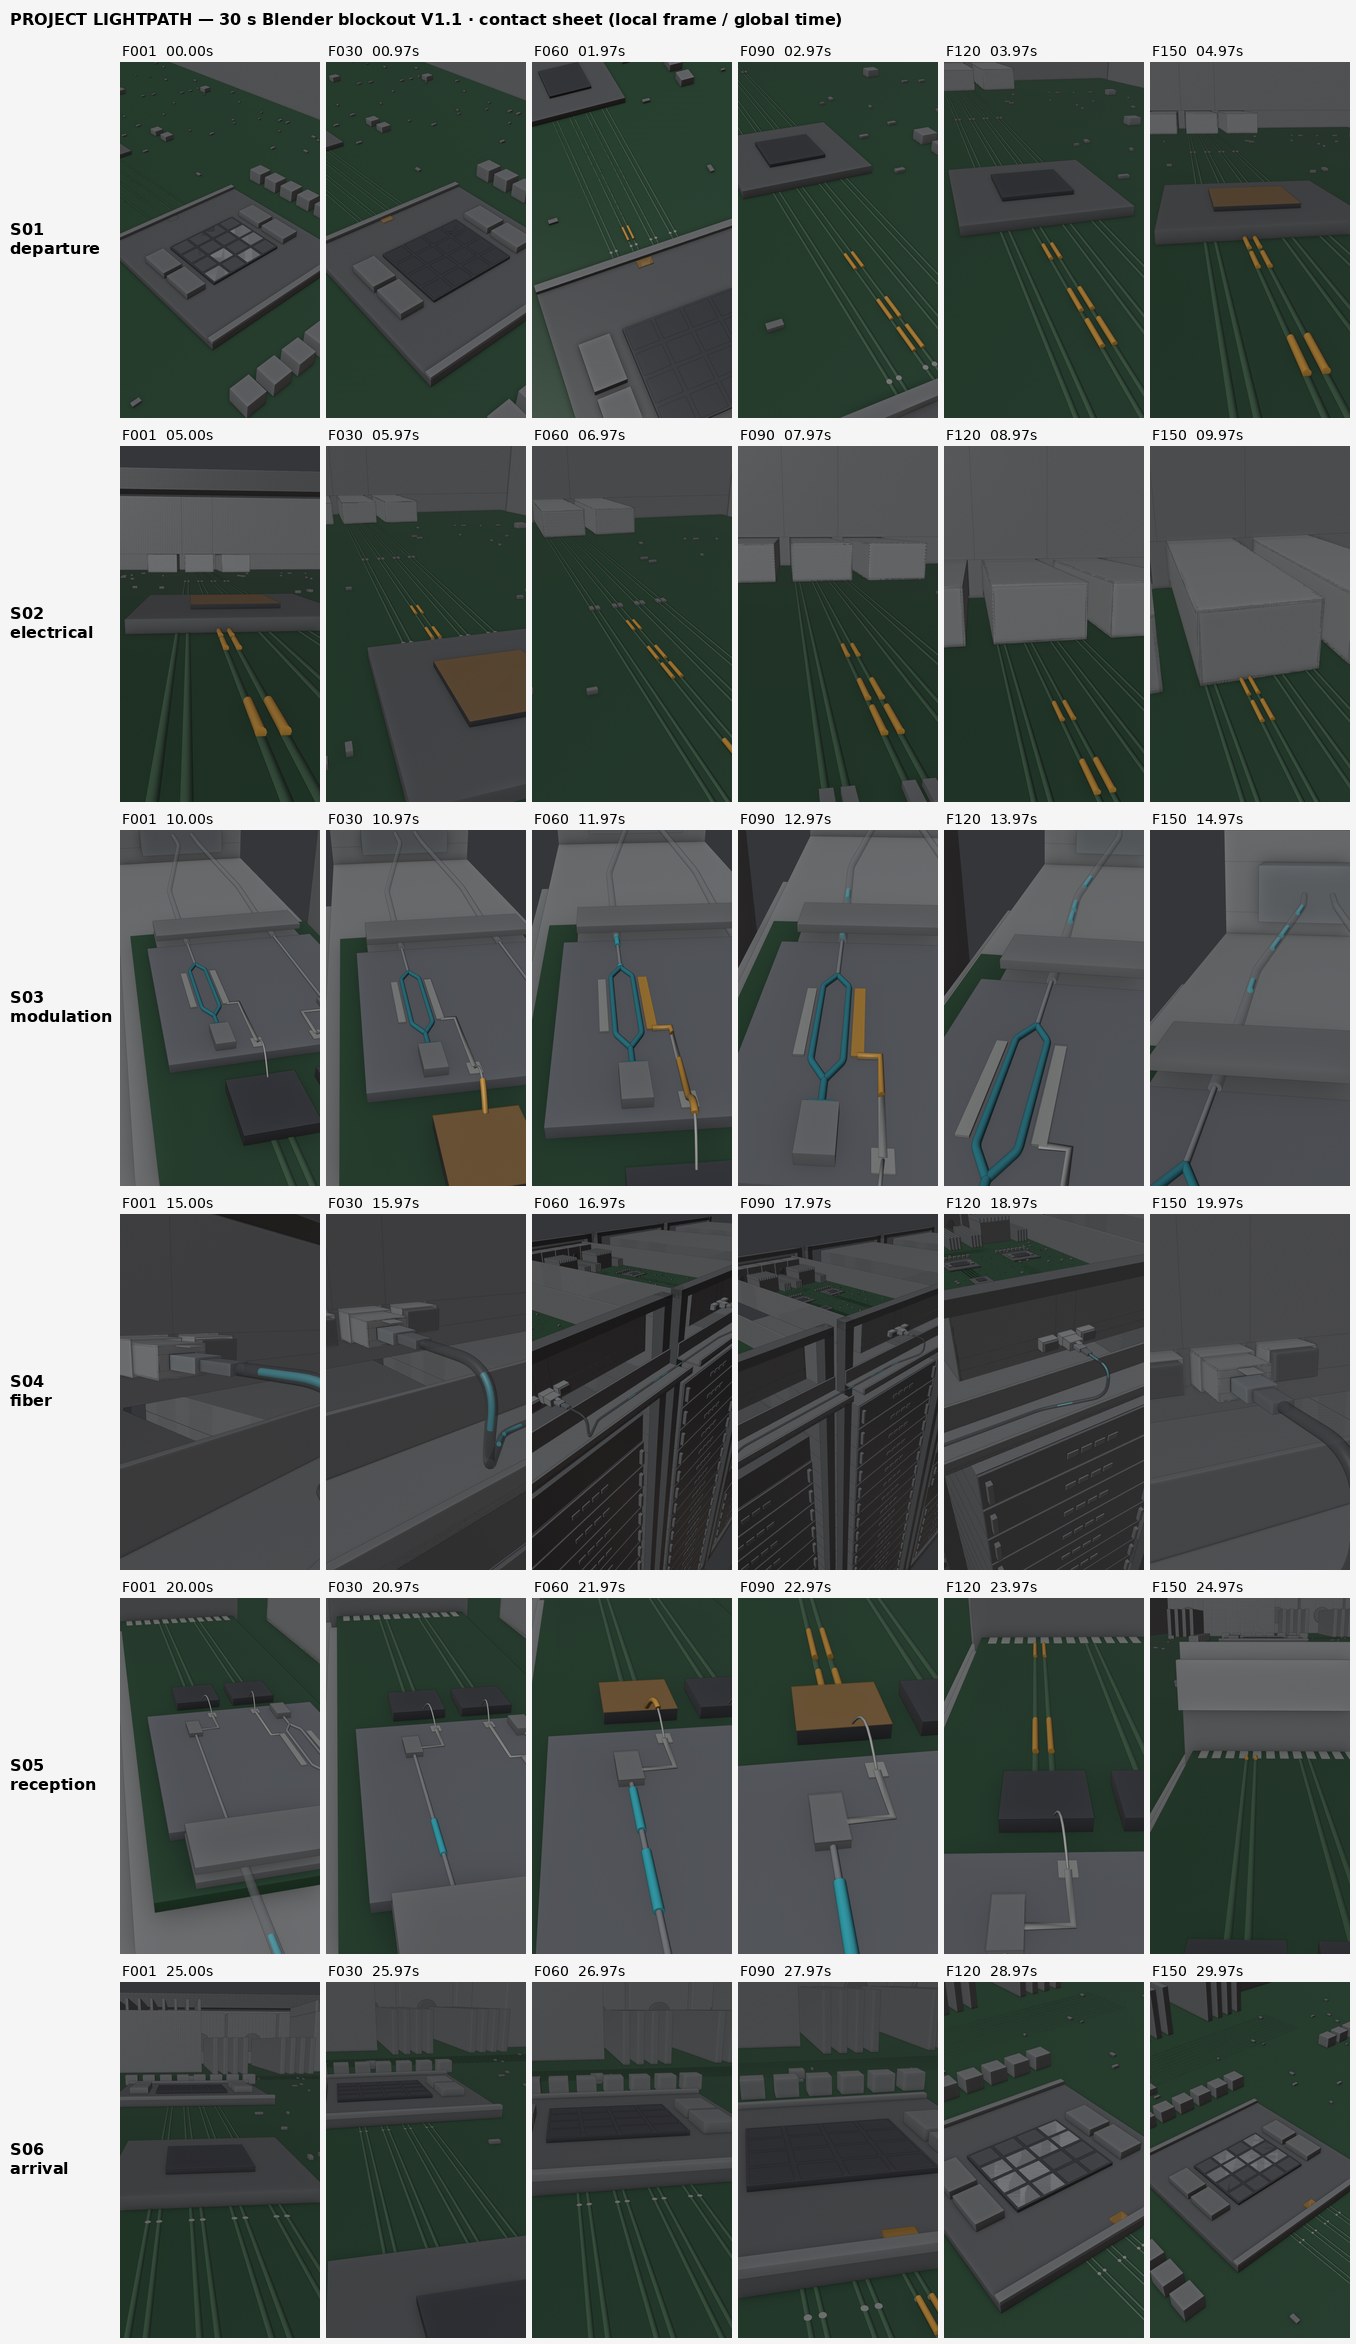 PROJECT LIGHTPATH — 30 s Blender blockout V1.1 · contact sheet (local frame / global time)
F001 00.00s F030 00.97s F060 01.97s F090 02.97s F120 03.97s F150 04.97s
S01
departure
F001 05.00s F030 05.97s F060 06.97s F090 07.97s F120 08.97s F150 09.97s
S02
electrical
F001 10.00s F030 10.97s F060 11.97s F090 12.97s F120 13.97s F150 14.97s
S03
modulation
F001 15.00s F030 15.97s F060 16.97s F090 17.97s F120 18.97s F150 19.97s
S04
fiber
F001 20.00s F030 20.97s F060 21.97s F090 22.97s F120 23.97s F150 24.97s
S05
reception
F001 25.00s F030 25.97s F060 26.97s F090 27.97s F120 28.97s F150 29.97s
S06
arrival